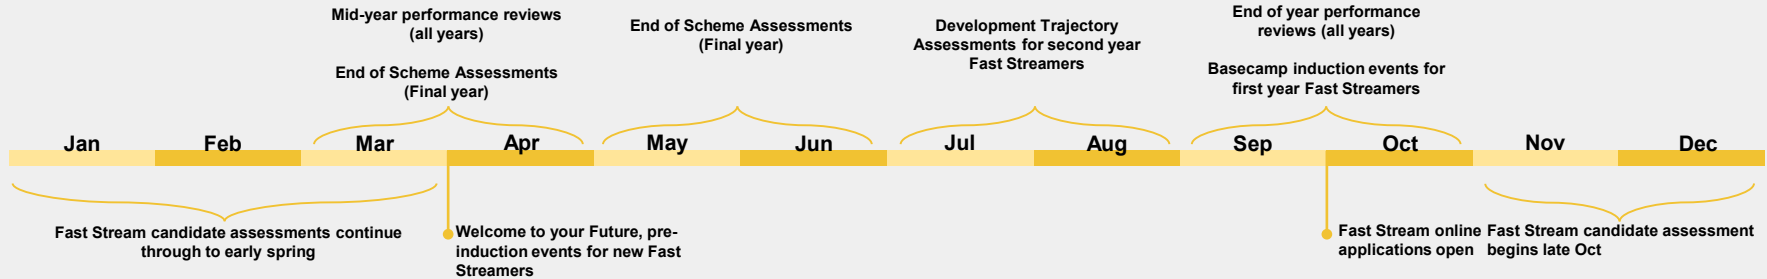 Mid-year performance reviews
(all years)
End of Scheme Assessments
(Final year)
End of Scheme Assessments
(Final year)
Development Trajectory
Assessments for second year
Fast Streamers
End of year performance
reviews (all years)
Basecamp induction events for
first year Fast Streamers
Jan
Feb
Mar
Apr
May
Jun
Jul
Aug
Sep
Oct
Nov
Dec
Fast Stream candidate assessments continue
through to early spring
Welcome to your Future, pre-
induction events for new Fast
Streamers
Fast Stream online
applications open
Fast Stream candidate assessment
begins late Oct